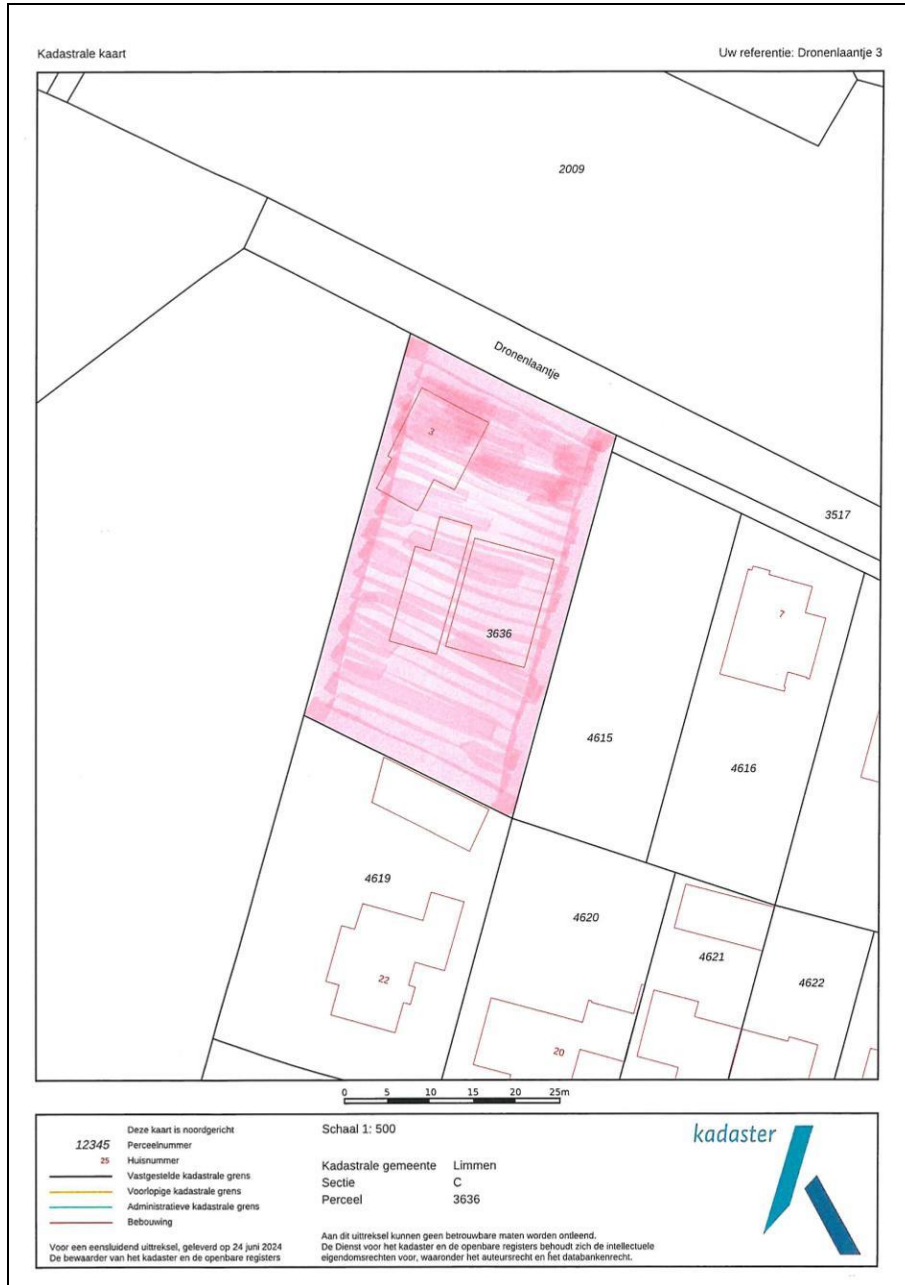 Kadastrale kaart
Uw referentie: Dronenlaantje 3
2009
Dronenlaantje
3
3517
7
3636
4615
4616
4619
4620
22
4621
4622
20
0 5 10 15 20 25m
Deze kaart is noordgericht
12345 Perceelnummer
25 Huisnummer
Vastgestelde kadastrale grens
Voorlopige kadastrale grens
Administratieve kadastrale grens
Bebouwing
Voor een eensluidend uittreksel, geleverd op 24 juni 2024
De bewaarder van het kadaster en de openbare registers
Schaal 1: 500
Kadastrale gemeente Limmen
Sectie C
Perceel 3636
Aan dit uittreksel kunnen geen betrouwbare maten worden ontleend.
De Dienst voor het kadaster en de openbare registers behoudt zich de intellectuele
eigendomsrechten voor, waaronder het auteursrecht en het databankenrecht.
kadaster